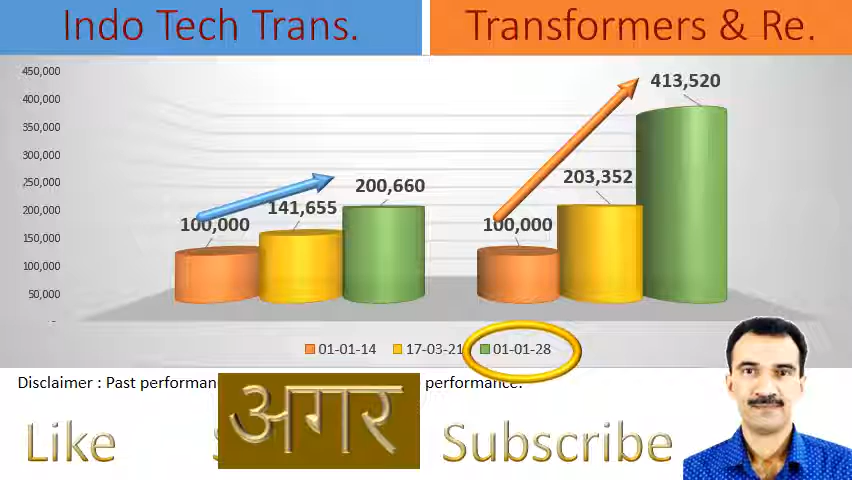 Indo Tech Trans.
Transformers & Re.
450,000
400,000
350,000
300,000
250,000
200,000
150,000
100,000
50,000
-
100,000
141,655
200,660
100,000
203,352
413,520
01-01-14
17-03-21
01-01-28
Disclaimer : Past performan
performance.
Like
अगर
Subscribe